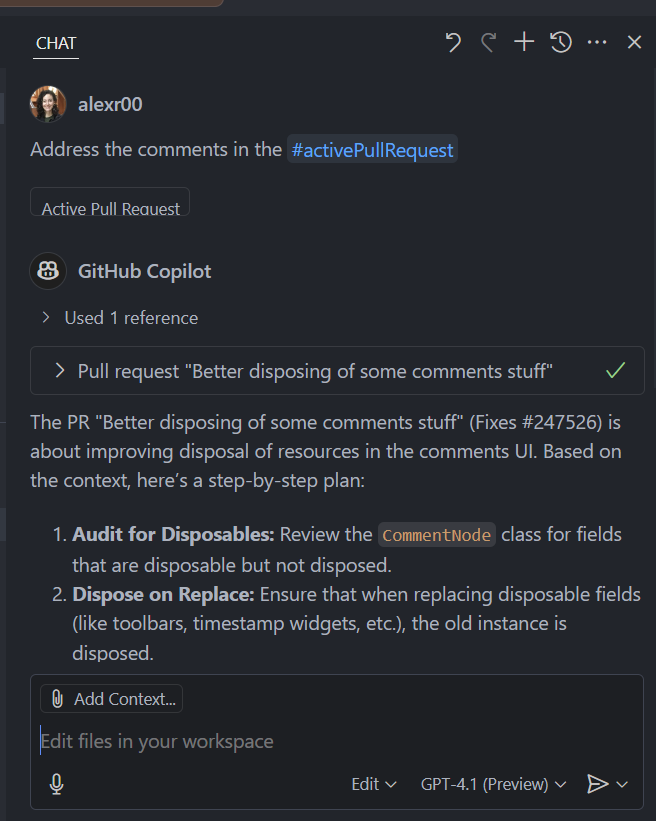 CHAT
alexr00
Address the comments in the #activePullRequest
Active Pull Request
GitHub Copilot
Used 1 reference
Pull request "Better disposing of some comments stuff"
The PR "Better disposing of some comments stuff" (Fixes #247526) is
about improving disposal of resources in the comments UI. Based on
the context, here’s a step-by-step plan:
1. Audit for Disposables: Review the CommentNode class for fields
that are disposable but not disposed.
2. Dispose on Replace: Ensure that when replacing disposable fields
(like toolbars, timestamp widgets, etc.), the old instance is
disposed.
Add Context...
Edit files in your workspace
Edit GPT-4.1 (Preview)